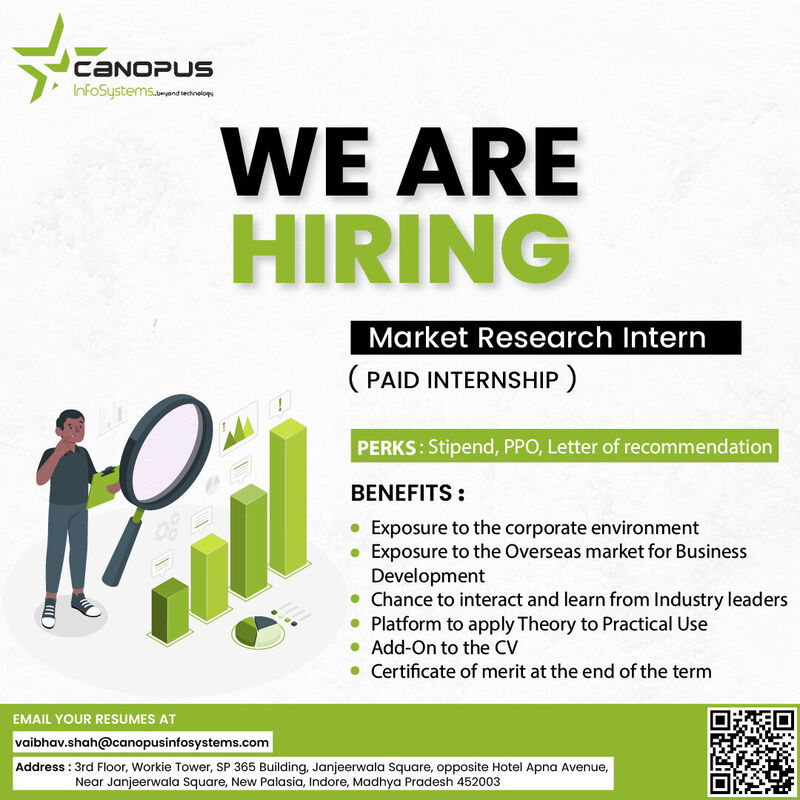 CANOPUS
InfoSystems...beyond technology
WE ARE
HIRING
Market Research Intern
( PAID INTERNSHIP )
PERKS : Stipend, PPO, Letter of recommendation
BENEFITS :
Exposure to the corporate environment
Exposure to the Overseas market for Business
Development
Chance to interact and learn from Industry leaders
Platform to apply Theory to Practical Use
Add-On to the CV
Certificate of merit at the end of the term
EMAIL YOUR RESUMES AT
vaibhav.shah@canopusinfosystems.com
Address : 3rd Floor, Workie Tower, SP 365 Building, Janjeerwala Square, opposite Hotel Apna Avenue,
Near Janjeerwala Square, New Palasia, Indore, Madhya Pradesh 452003